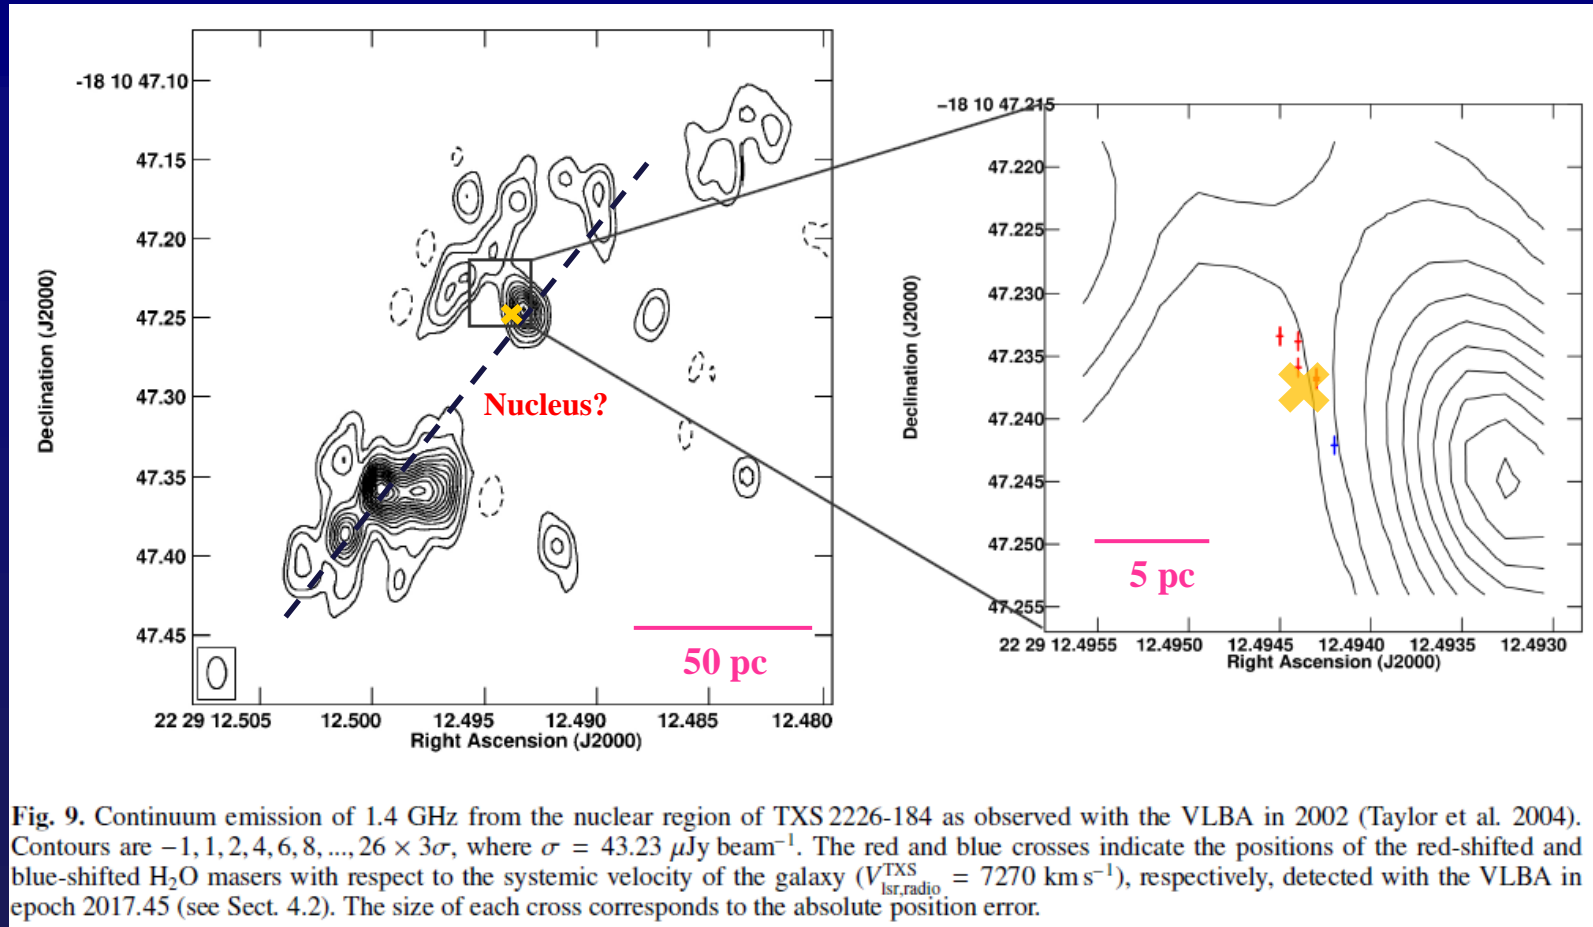 -18 10 47.10
47.15
47.20
47.25
47.30
47.35
47.40
47.45
Declination (J2000)
22 29 12.505 12.500 12.495 12.490 12.485 12.480
Right Ascension (J2000)
Nucleus?
50 pc
-18 10 47.215
47.220
47.225
47.230
47.235
47.240
47.245
47.250
47.255
Declination (J2000)
22 29 12.4955 12.4950 12.4945 12.4940 12.4935 12.4930
Right Ascension (J2000)
5 pc
Fig. 9. Continuum emission of 1.4 GHz from the nuclear region of TXS 2226-184 as observed with the VLBA in 2002 (Taylor et al. 2004).
Contours are −1, 1, 2, 4, 6, 8, ..., 26 × 3σ, where σ = 43.23 μJy beam⁻¹. The red and blue crosses indicate the positions of the red-shifted and
blue-shifted H₂O masers with respect to the systemic velocity of the galaxy (V^TXS_lsr,radio = 7270 km s⁻¹), respectively, detected with the VLBA in
epoch 2017.45 (see Sect. 4.2). The size of each cross corresponds to the absolute position error.